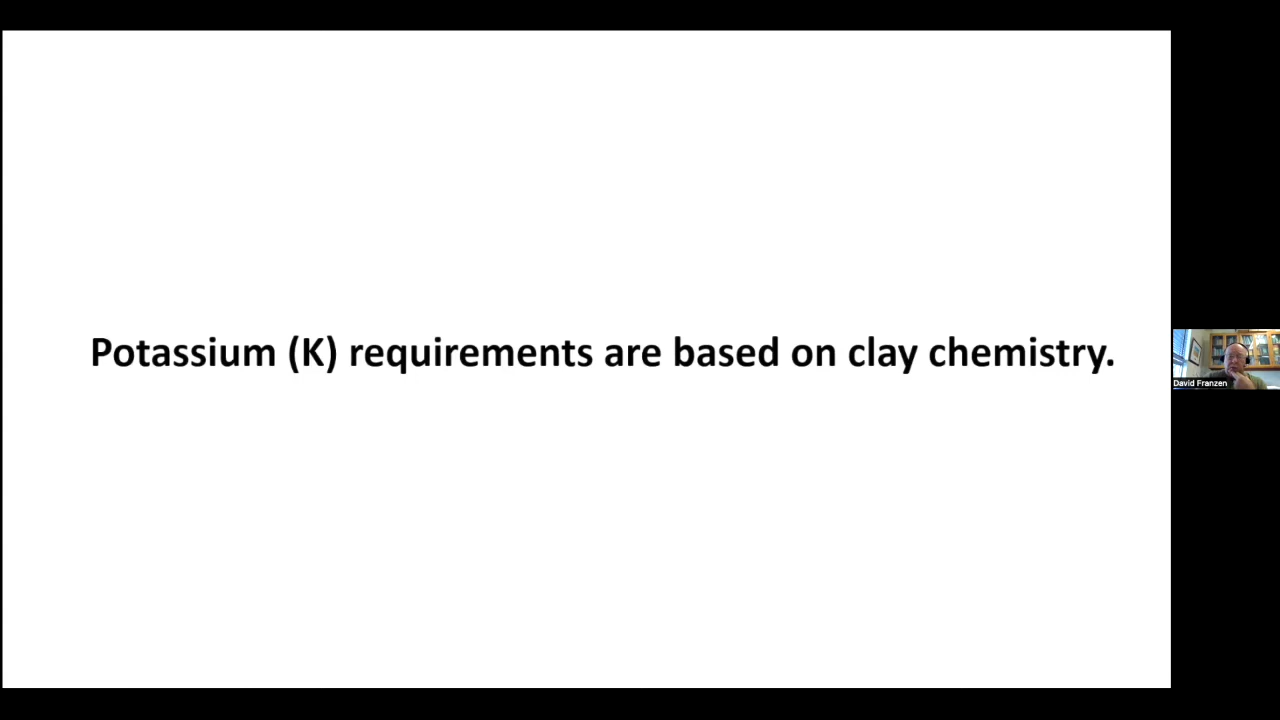 Potassium (K) requirements are based on clay chemistry.
David Franzen